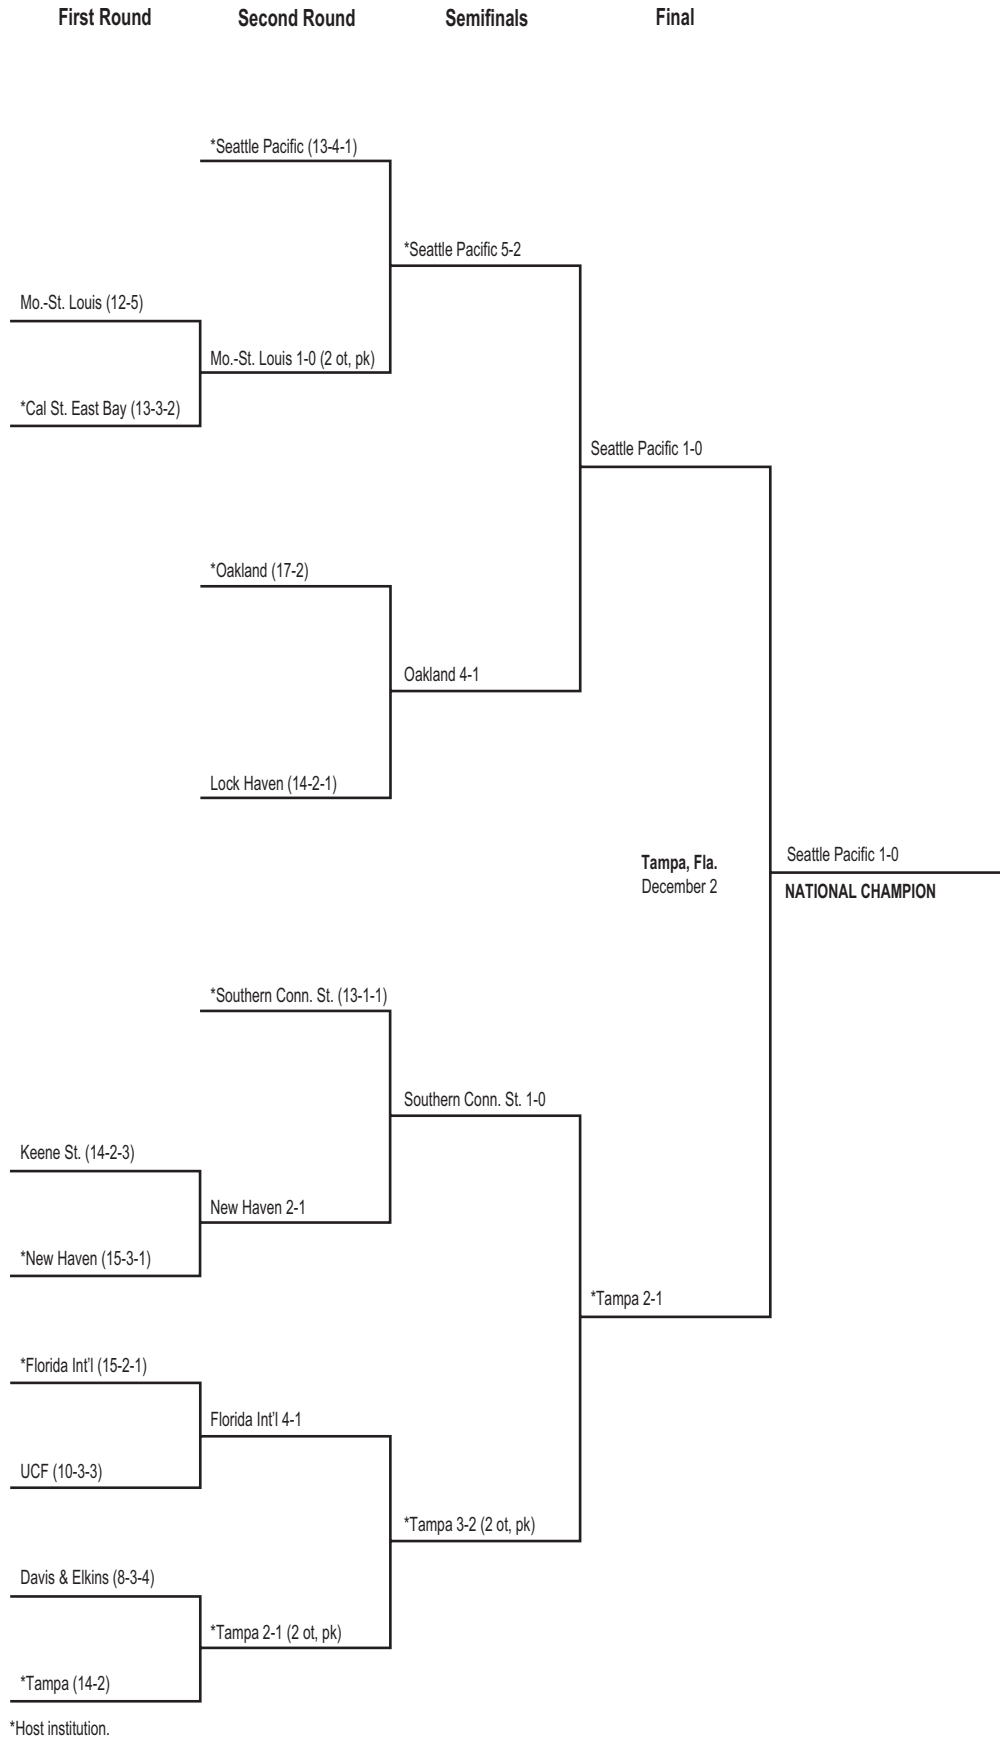 First Round Second Round Semifinals Final
*Seattle Pacific (13-4-1)
*Seattle Pacific 5-2
Mo.-St. Louis (12-5)
Mo.-St. Louis 1-0 (2 ot, pk)
*Cal St. East Bay (13-3-2)
Seattle Pacific 1-0
*Oakland (17-2)
Oakland 4-1
Lock Haven (14-2-1)
Tampa, Fla.
December 2
Seattle Pacific 1-0
NATIONAL CHAMPION
*Southern Conn. St. (13-1-1)
Southern Conn. St. 1-0
Keene St. (14-2-3)
New Haven 2-1
*New Haven (15-3-1)
*Tampa 2-1
*Florida Int'l (15-2-1)
Florida Int'l 4-1
UCF (10-3-3)
*Tampa 3-2 (2 ot, pk)
Davis & Elkins (8-3-4)
*Tampa 2-1 (2 ot, pk)
*Tampa (14-2)
*Host institution.